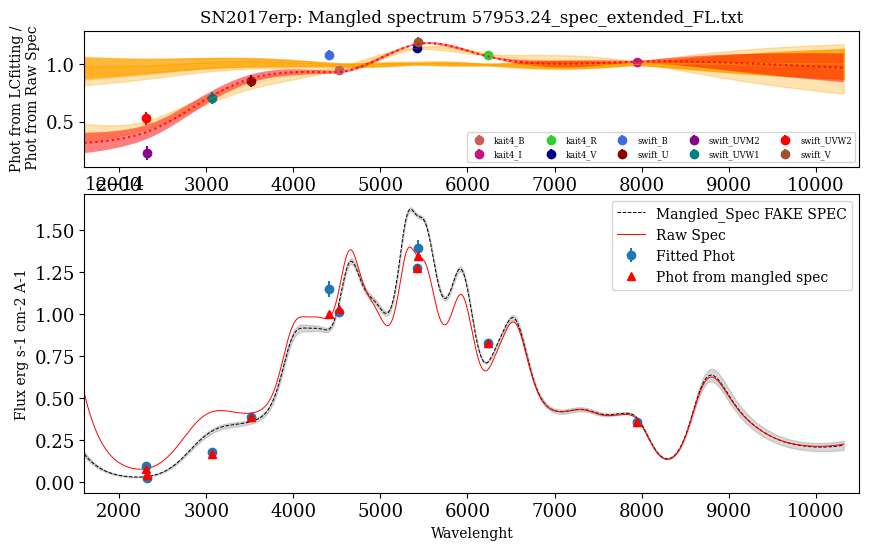 SN2017erp: Mangled spectrum 57953.24_spec_extended_FL.txt
Phot from LCfitting /
Phot from Raw Spec
1.0
0.5
kait4_B kait4_R swift_B swift_UVM2 swift_UVW2
kait4_I kait4_V swift_U swift_UVW1 swift_V
2000 3000 4000 5000 6000 7000 8000 9000 10000
1e−14
Flux erg s-1 cm-2 A-1
1.50
1.25
1.00
0.75
0.50
0.25
0.00
Mangled_Spec FAKE SPEC
Raw Spec
Fitted Phot
Phot from mangled spec
2000 3000 4000 5000 6000 7000 8000 9000 10000
Wavelenght